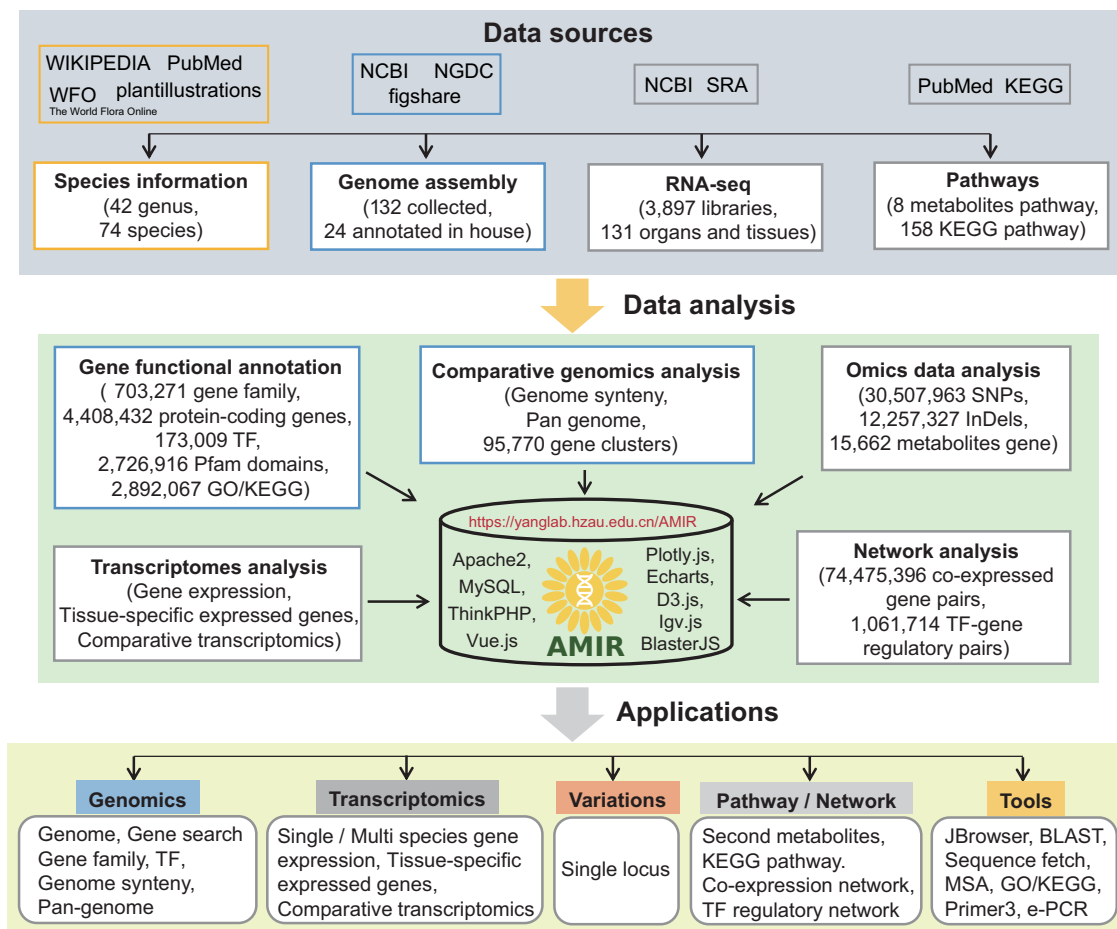 Data sources
WIKIPEDIA PubMed
WFO plantillustrations
The World Flora Online
NCBI NGDC
figshare
NCBI SRA
PubMed KEGG
Species information
(42 genus,
74 species)
Genome assembly
(132 collected,
24 annotated in house)
RNA-seq
(3,897 libraries,
131 organs and tissues)
Pathways
(8 metabolites pathway,
158 KEGG pathway)
Data analysis
Gene functional annotation
( 703,271 gene family,
4,408,432 protein-coding genes,
173,009 TF,
2,726,916 Pfam domains,
2,892,067 GO/KEGG)
Comparative genomics analysis
(Genome synteny,
Pan genome,
95,770 gene clusters)
Omics data analysis
(30,507,963 SNPs,
12,257,327 InDels,
15,662 metabolites gene)
Transcriptomes analysis
(Gene expression,
Tissue-specific expressed genes,
Comparative transcriptomics)
https://yanglab.hzau.edu.cn/AMIR
Apache2,
MySQL,
ThinkPHP,
Vue.js
AMIR
Plotly.js,
Echarts,
D3.js,
Igv.js
BlasterJS
Network analysis
(74,475,396 co-expressed
gene pairs,
1,061,714 TF-gene
regulatory pairs)
Applications
Genomics
Genome, Gene search
Gene family, TF,
Genome synteny,
Pan-genome
Transcriptomics
Single / Multi species gene
expression, Tissue-specific
expressed genes,
Comparative transcriptomics
Variations
Single locus
Pathway / Network
Second metabolites,
KEGG pathway.
Co-expression network,
TF regulatory network
Tools
JBrowser, BLAST,
Sequence fetch,
MSA, GO/KEGG,
Primer3, e-PCR